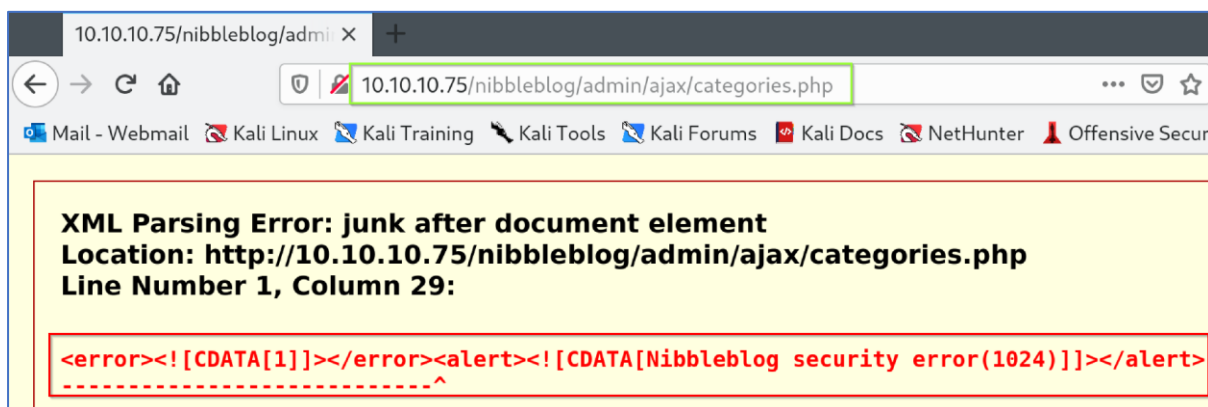 10.10.10.75/nibbleblog/admi
10.10.10.75/nibbleblog/admin/ajax/categories.php
Mail - Webmail Kali Linux Kali Training Kali Tools Kali Forums Kali Docs NetHunter Offensive Secur
XML Parsing Error: junk after document element
Location: http://10.10.10.75/nibbleblog/admin/ajax/categories.php
Line Number 1, Column 29:
<error><![CDATA[1]]></error><alert><![CDATA[Nibbleblog security error(1024)]]></alert>
----------------------------^